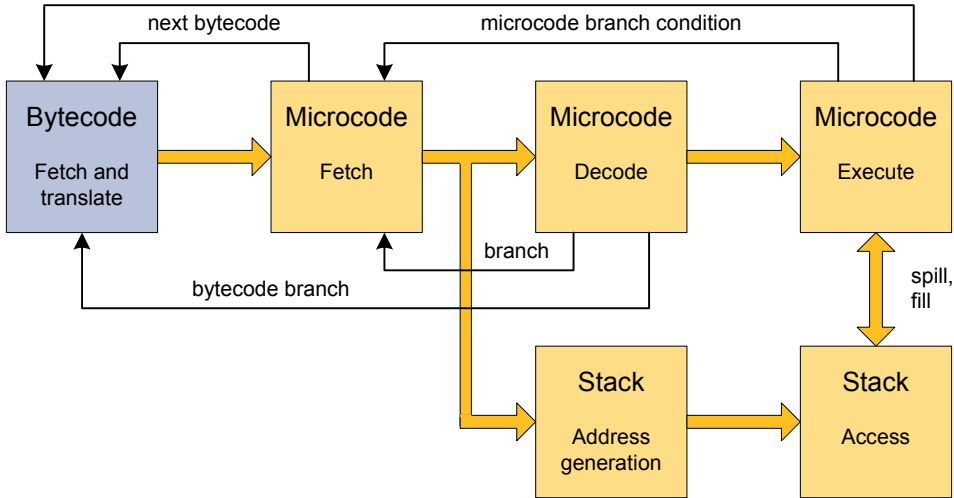 next bytecode
microcode branch condition
Bytecode
Fetch and
translate
Microcode
Fetch
Microcode
Decode
Microcode
Execute
branch
bytecode branch
spill,
fill
Stack
Address
generation
Stack
Access